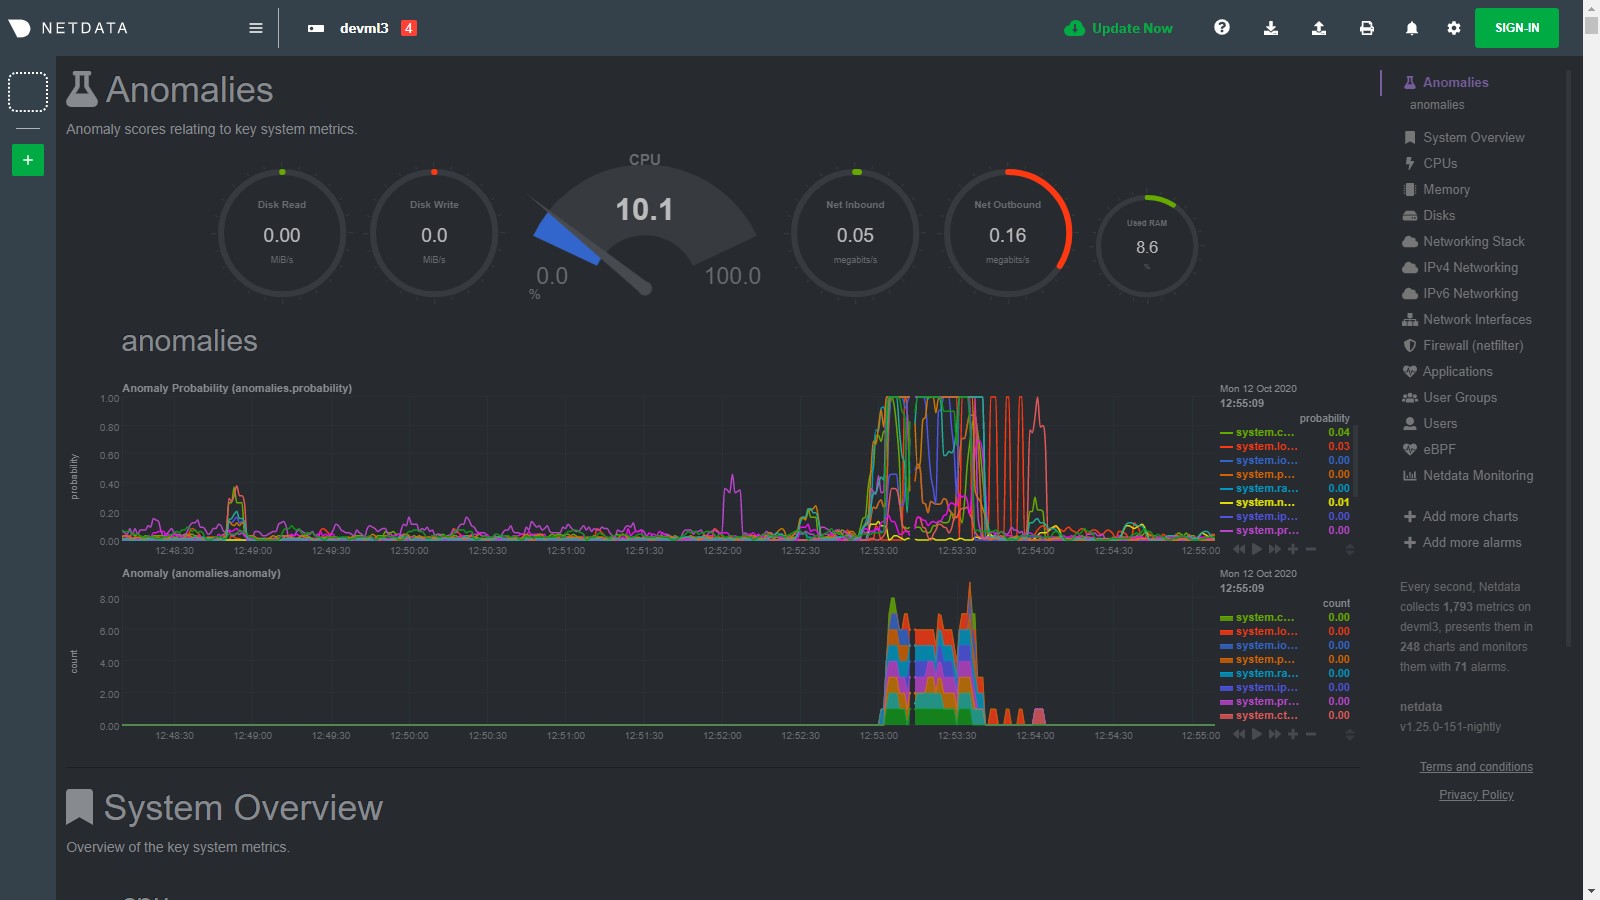 NETDATA
devml3 4
Update Now
SIGN-IN
+
Anomalies
Anomaly scores relating to key system metrics.
Disk Read
0.00
MiB/s
Disk Write
0.0
MiB/s
CPU
10.1
0.0
100.0
%
Net Inbound
0.05
megabits/s
Net Outbound
0.16
megabits/s
Used RAM
8.6
%
anomalies
Anomaly Probability (anomalies.probability)
probability
1.00
0.80
0.60
0.40
0.20
0.00
12:48:30 12:49:00 12:49:30 12:50:00 12:50:30 12:51:00 12:51:30 12:52:00 12:52:30 12:53:00 12:53:30 12:54:00 12:54:30 12:55:00
Mon 12 Oct 2020
12:55:09
probability
system.c... 0.04
system.lo... 0.03
system.io... 0.00
system.p... 0.00
system.ra... 0.00
system.n... 0.01
system.ip... 0.00
system.pr... 0.00
Anomaly (anomalies.anomaly)
count
8.00
6.00
4.00
2.00
0.00
12:48:30 12:49:00 12:49:30 12:50:00 12:50:30 12:51:00 12:51:30 12:52:00 12:52:30 12:53:00 12:53:30 12:54:00 12:54:30 12:55:00
Mon 12 Oct 2020
12:55:09
count
system.c... 0.00
system.lo... 0.00
system.io... 0.00
system.p... 0.00
system.ra... 0.00
system.ip... 0.00
system.pr... 0.00
system.ct... 0.00
System Overview
Overview of the key system metrics.
Anomalies
anomalies
System Overview
CPUs
Memory
Disks
Networking Stack
IPv4 Networking
IPv6 Networking
Network Interfaces
Firewall (netfilter)
Applications
User Groups
Users
eBPF
Netdata Monitoring
Add more charts
Add more alarms
Every second, Netdata
collects 1,793 metrics on
devml3, presents them in
248 charts and monitors
them with 71 alarms.
netdata
v1.25.0-151-nightly
Terms and conditions
Privacy Policy